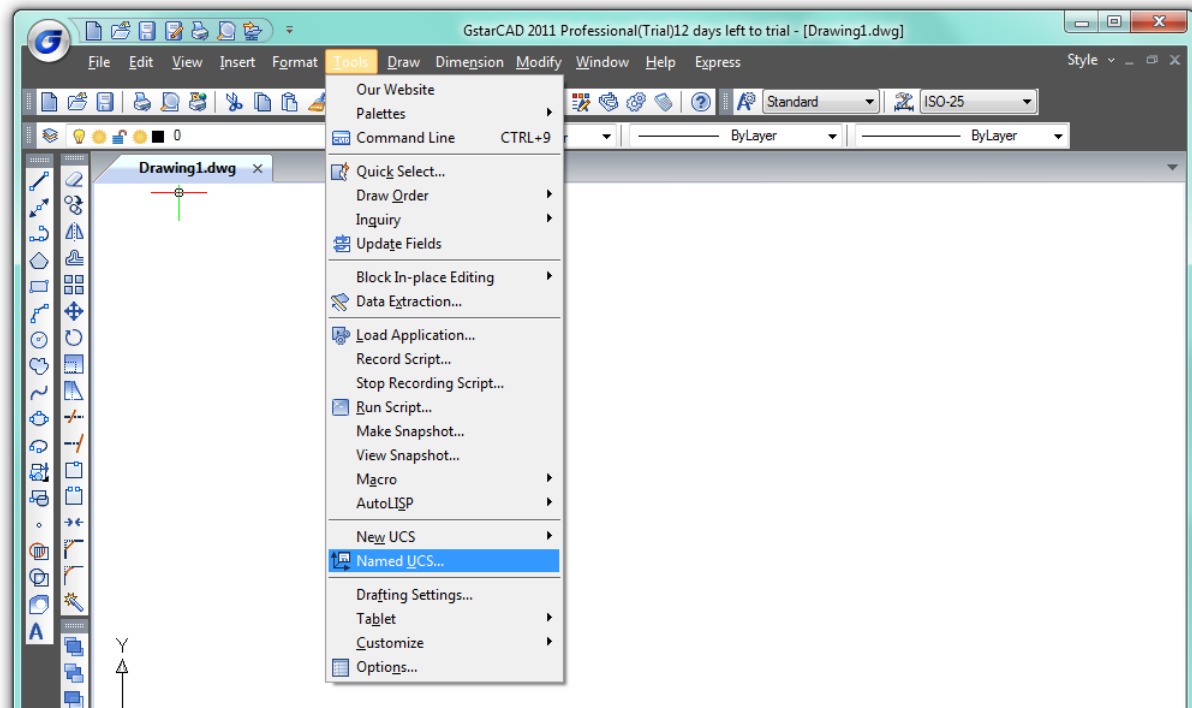 GstarCAD 2011 Professional(Trial)12 days left to trial - [Drawing1.dwg]
File Edit View Insert Format Tools Draw Dimension Modify Window Help Express Style
Our Website
Standard ISO-25
Palettes
Command Line CTRL+9
0 ByLayer ByLayer
Drawing1.dwg
Quick Select...
Draw Order
Inquiry
Update Fields
Block In-place Editing
Data Extraction...
Load Application...
Record Script...
Stop Recording Script...
Run Script...
Make Snapshot...
View Snapshot...
Macro
AutoLISP
New UCS
Named UCS...
Drafting Settings...
Tablet
Customize
Options...
A
Y